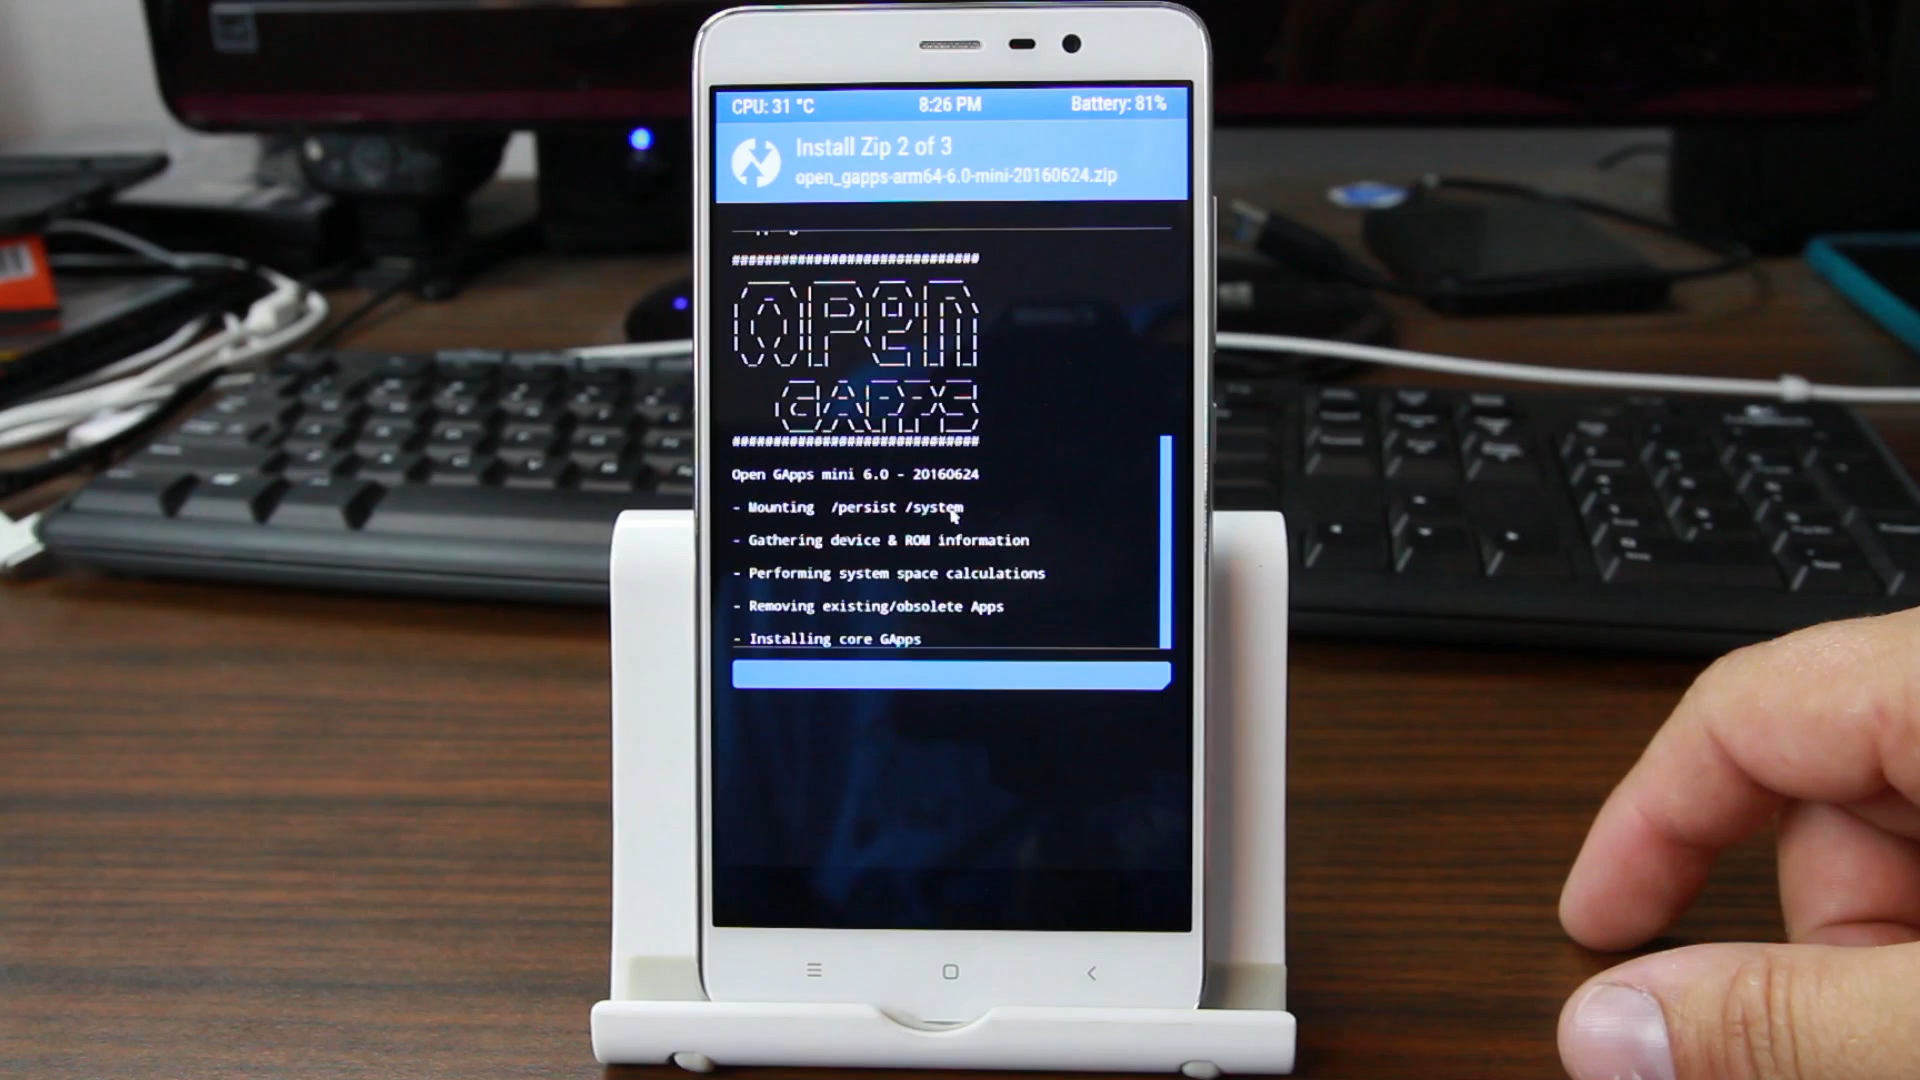 CPU: 31 °C 8:26 PM Battery: 81%
Install Zip 2 of 3
open_gapps-arm64-6.0-mini-20160624.zip
##############################
OPEN
GAPPS
##############################
Open GApps mini 6.0 - 20160624
- Mounting /persist /system
- Gathering device & ROM information
- Performing system space calculations
- Removing existing/obsolete Apps
- Installing core GApps